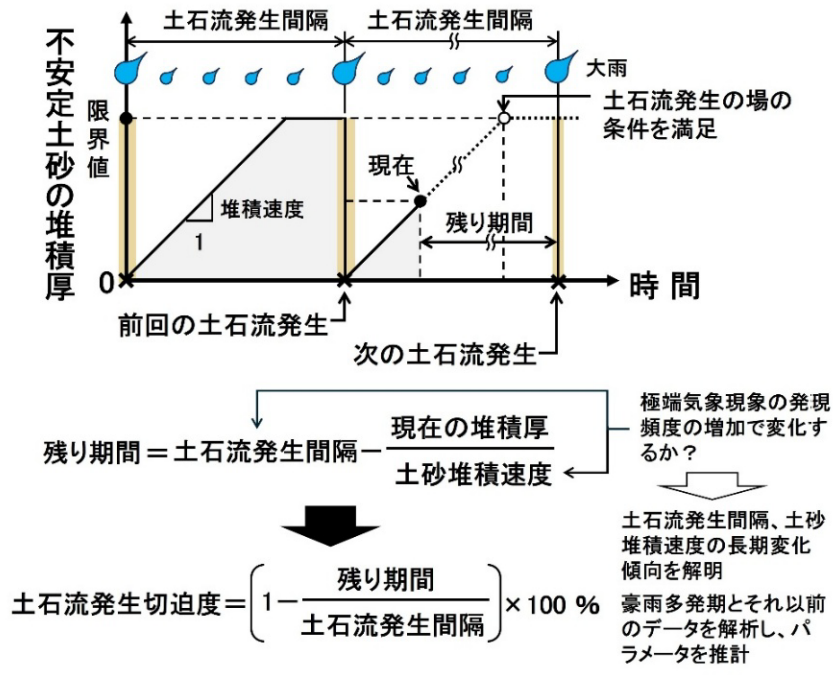 土石流発生間隔
土石流発生間隔
大雨
不安定土砂の堆積厚
限界値
土石流発生の場の
条件を満足
現在
堆積速度
1
残り期間
0
時間
前回の土石流発生
次の土石流発生
極端気象現象の発現
頻度の増加で変化す
るか？
残り期間＝土石流発生間隔－
現在の堆積厚
土砂堆積速度
土石流発生間隔、土砂
堆積速度の長期変化
傾向を解明
豪雨多発期とそれ以前
のデータを解析し、パ
ラメータを推計
土石流発生切迫度＝(1－
残り期間
土石流発生間隔
)×100 %